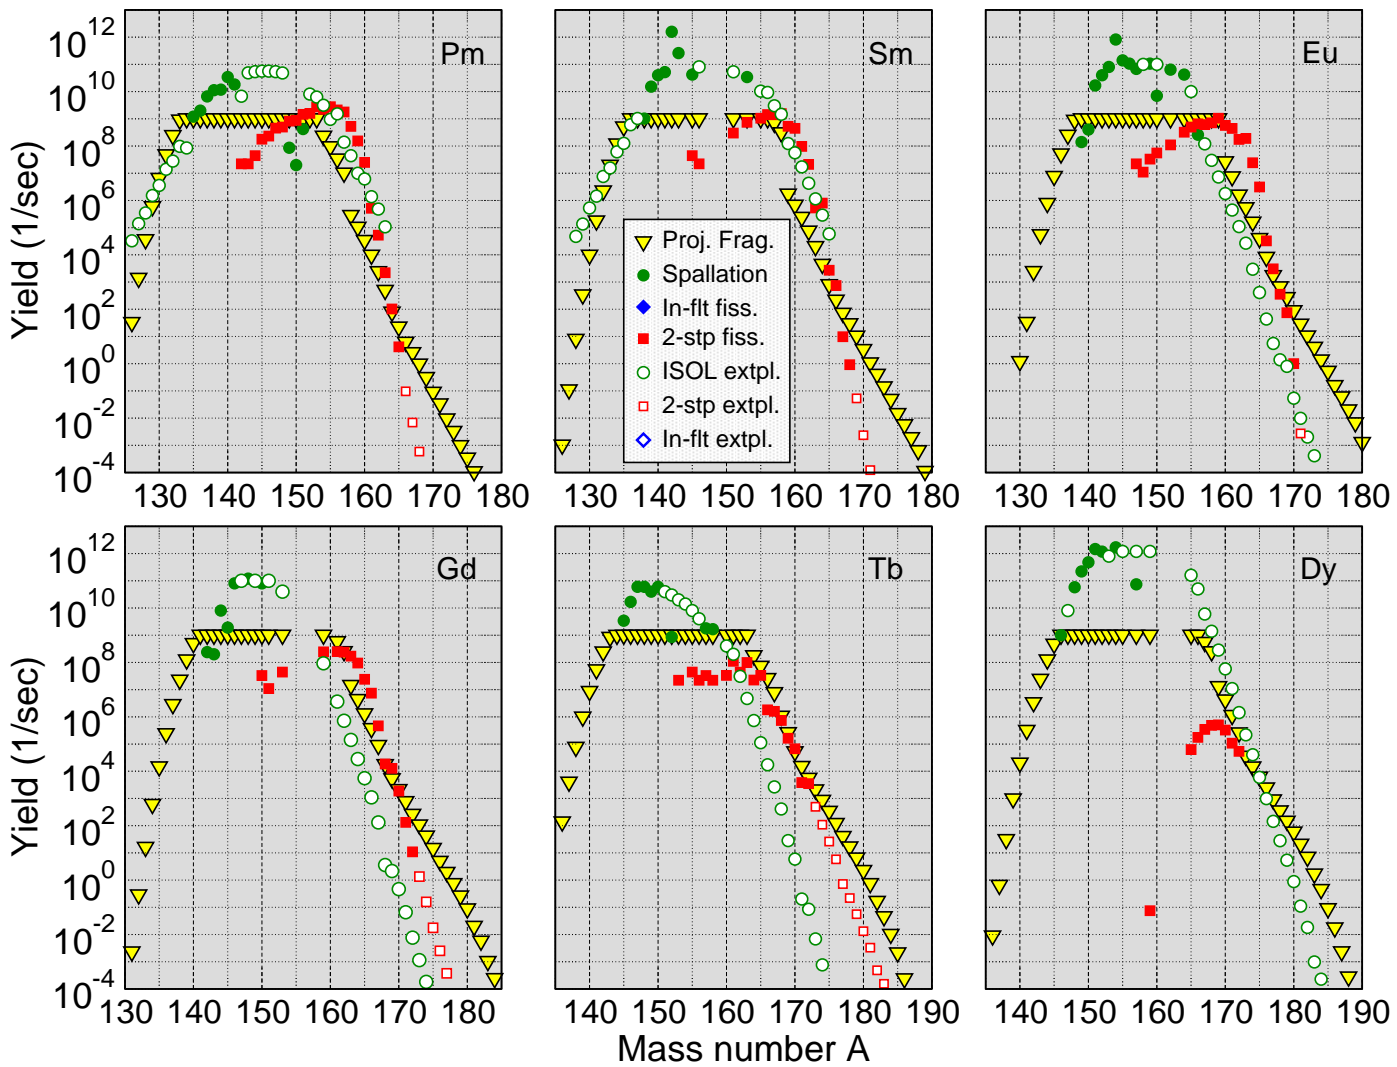 Yield (1/sec)
10^12
10^10
10^8
10^6
10^4
10^2
10^0
10^-2
10^-4
Pm
Sm
Eu
Proj. Frag.
Spallation
In-flt fiss.
2-stp fiss.
ISOL extpl.
2-stp extpl.
In-flt extpl.
130 140 150 160 170 180
140 150 160 170 180
140 150 160 170 180
Yield (1/sec)
10^12
10^10
10^8
10^6
10^4
10^2
10^0
10^-2
10^-4
Gd
Tb
Dy
130 140 150 160 170 180
140 150 160 170 180 190
140 150 160 170 180 190
Mass number A